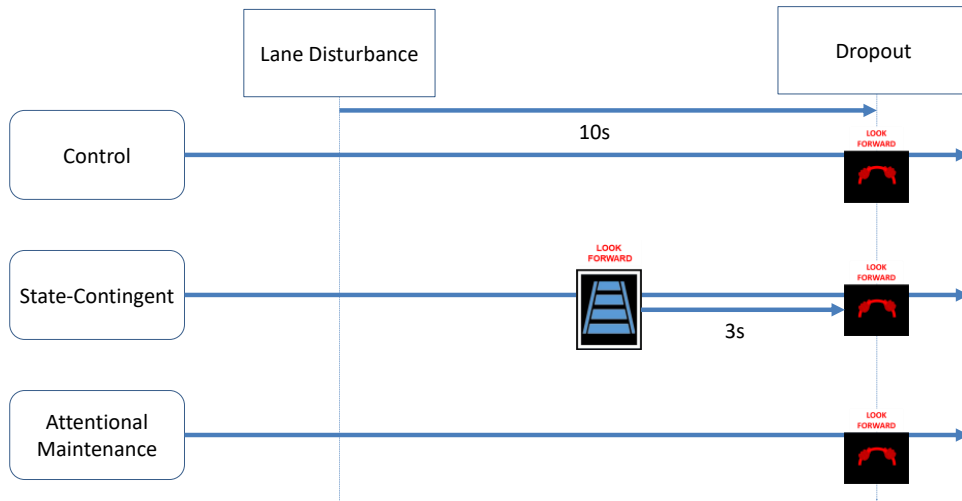 Lane Disturbance
Dropout
10s
Control
LOOK
FORWARD
State-Contingent
LOOK
FORWARD
3s
LOOK
FORWARD
Attentional
Maintenance
LOOK
FORWARD